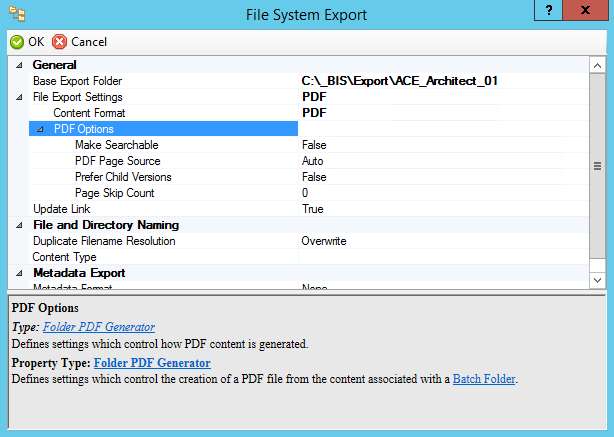 File System Export
? x
OK Cancel
General
Base Export Folder C:\_BIS\Export\ACE_Architect_01
File Export Settings PDF
Content Format PDF
PDF Options
Make Searchable False
PDF Page Source Auto
Prefer Child Versions False
Page Skip Count 0
Update Link True
File and Directory Naming
Duplicate Filename Resolution Overwrite
Content Type
Metadata Export
Metadata Format None
PDF Options
Type: Folder PDF Generator
Defines settings which control how PDF content is generated.
Property Type: Folder PDF Generator
Defines settings which control the creation of a PDF file from the content associated with a Batch Folder.